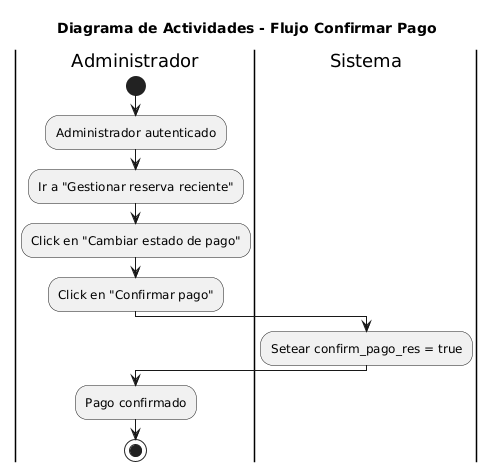 Diagrama de Actividades - Flujo Confirmar Pago
Administrador
Sistema
Administrador autenticado
Ir a "Gestionar reserva reciente"
Click en "Cambiar estado de pago"
Click en "Confirmar pago"
Setear confirm_pago_res = true
Pago confirmado